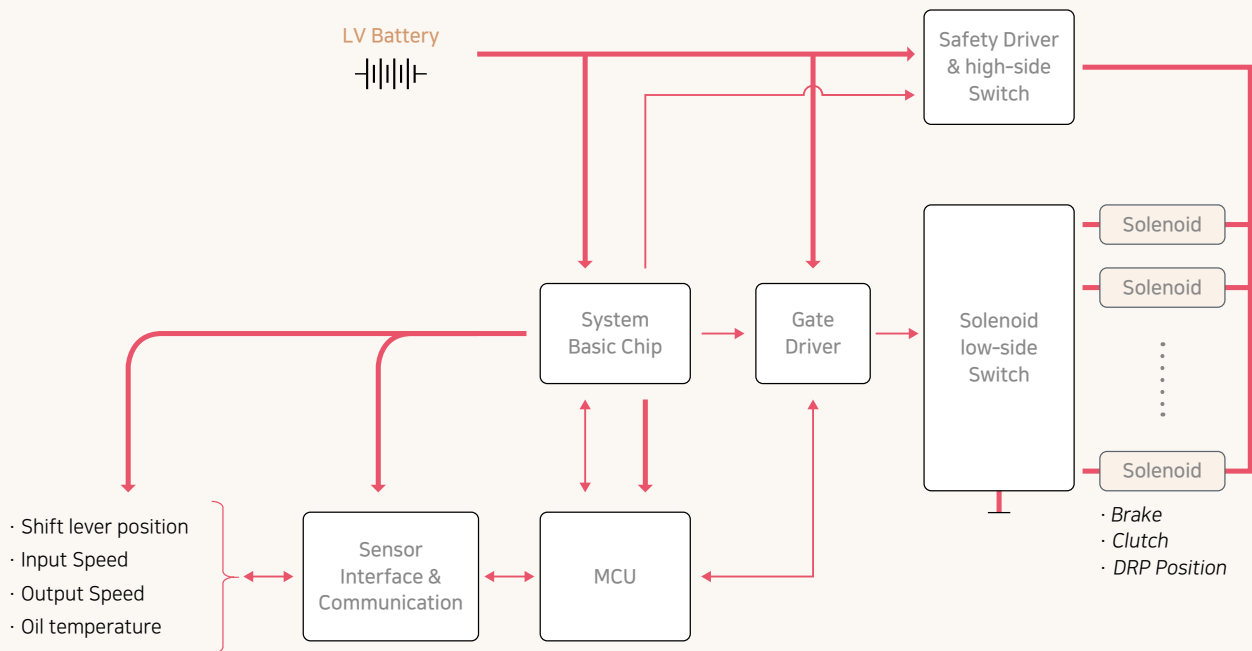 LV Battery
Safety Driver
& high-side
Switch
System
Basic Chip
Gate
Driver
Solenoid
low-side
Switch
Solenoid
Solenoid
Solenoid
· Brake
· Clutch
· DRP Position
· Shift lever position
· Input Speed
· Output Speed
· Oil temperature
Sensor
Interface &
Communication
MCU